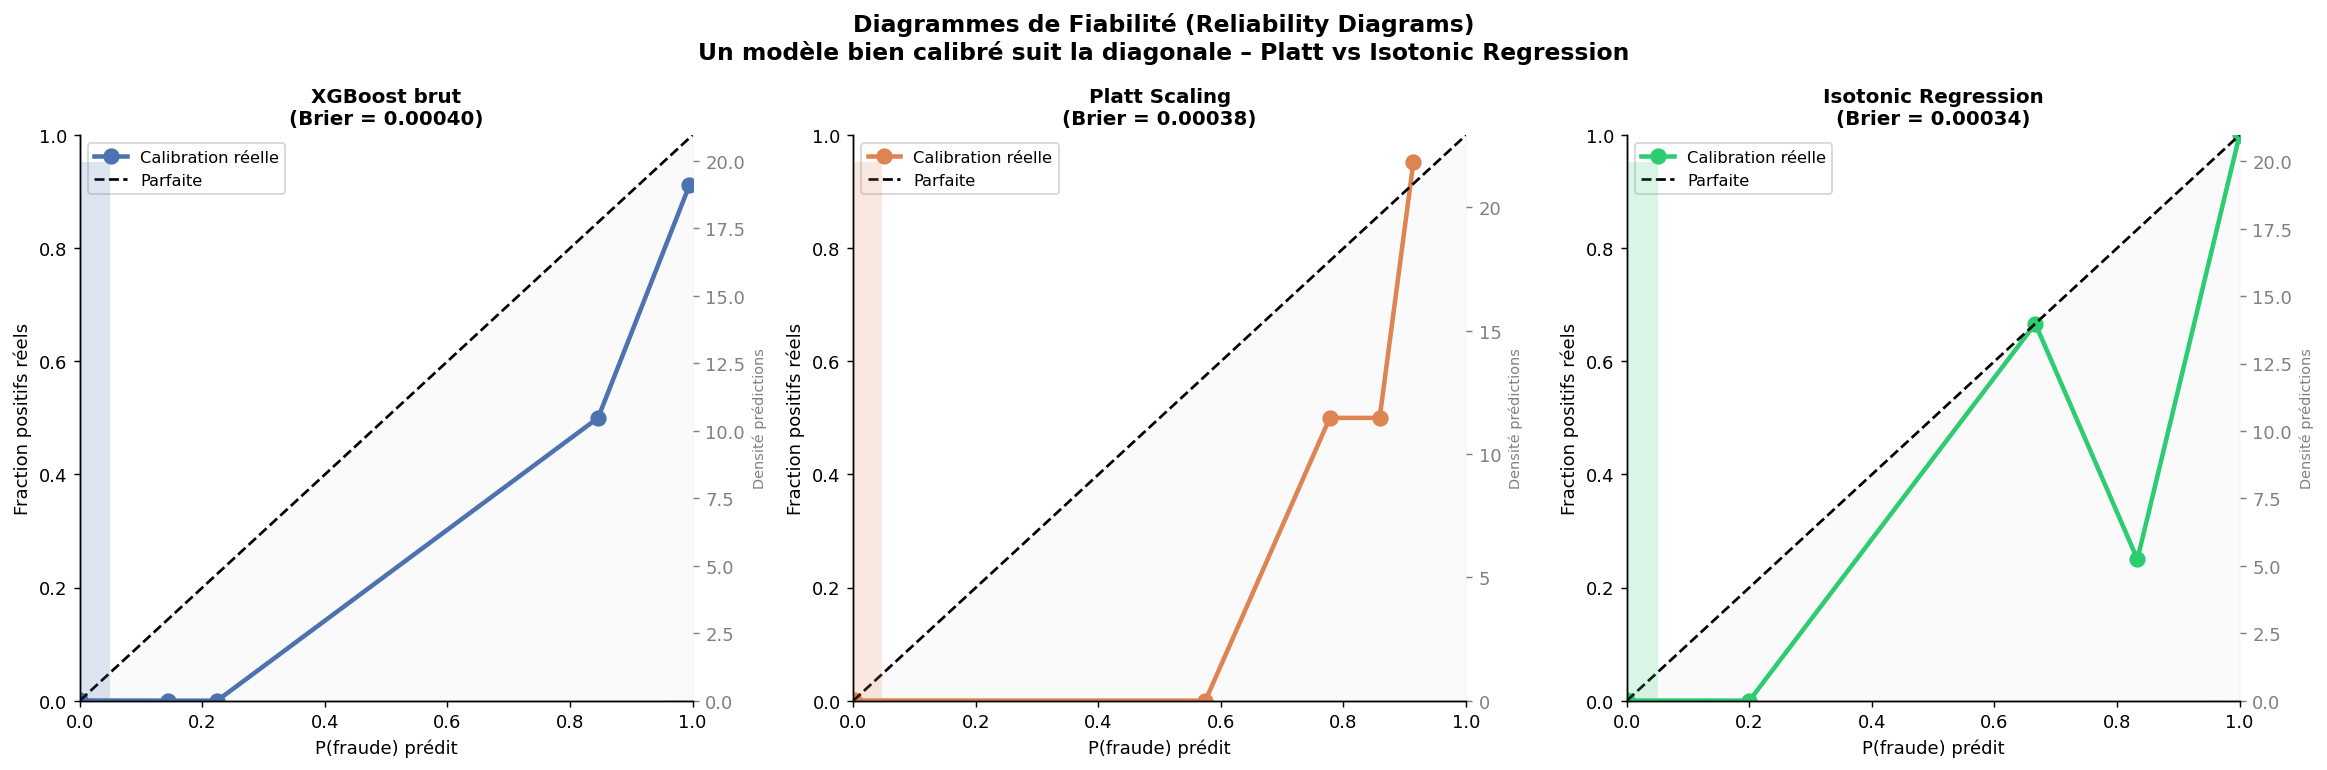 Diagrammes de Fiabilité (Reliability Diagrams)
Un modèle bien calibré suit la diagonale – Platt vs Isotonic Regression
XGBoost brut
(Brier = 0.00040)
Calibration réelle
Parfaite
Fraction positifs réels
1.0
0.8
0.6
0.4
0.2
0.0
0.0 0.2 0.4 0.6 0.8 1.0
P(fraude) prédit
20.0
17.5
15.0
12.5
10.0
7.5
5.0
2.5
0.0
Densité prédictions
Platt Scaling
(Brier = 0.00038)
Calibration réelle
Parfaite
Fraction positifs réels
1.0
0.8
0.6
0.4
0.2
0.0
0.0 0.2 0.4 0.6 0.8 1.0
P(fraude) prédit
20
15
10
5
0
Densité prédictions
Isotonic Regression
(Brier = 0.00034)
Calibration réelle
Parfaite
Fraction positifs réels
1.0
0.8
0.6
0.4
0.2
0.0
0.0 0.2 0.4 0.6 0.8 1.0
P(fraude) prédit
20.0
17.5
15.0
12.5
10.0
7.5
5.0
2.5
0.0
Densité prédictions